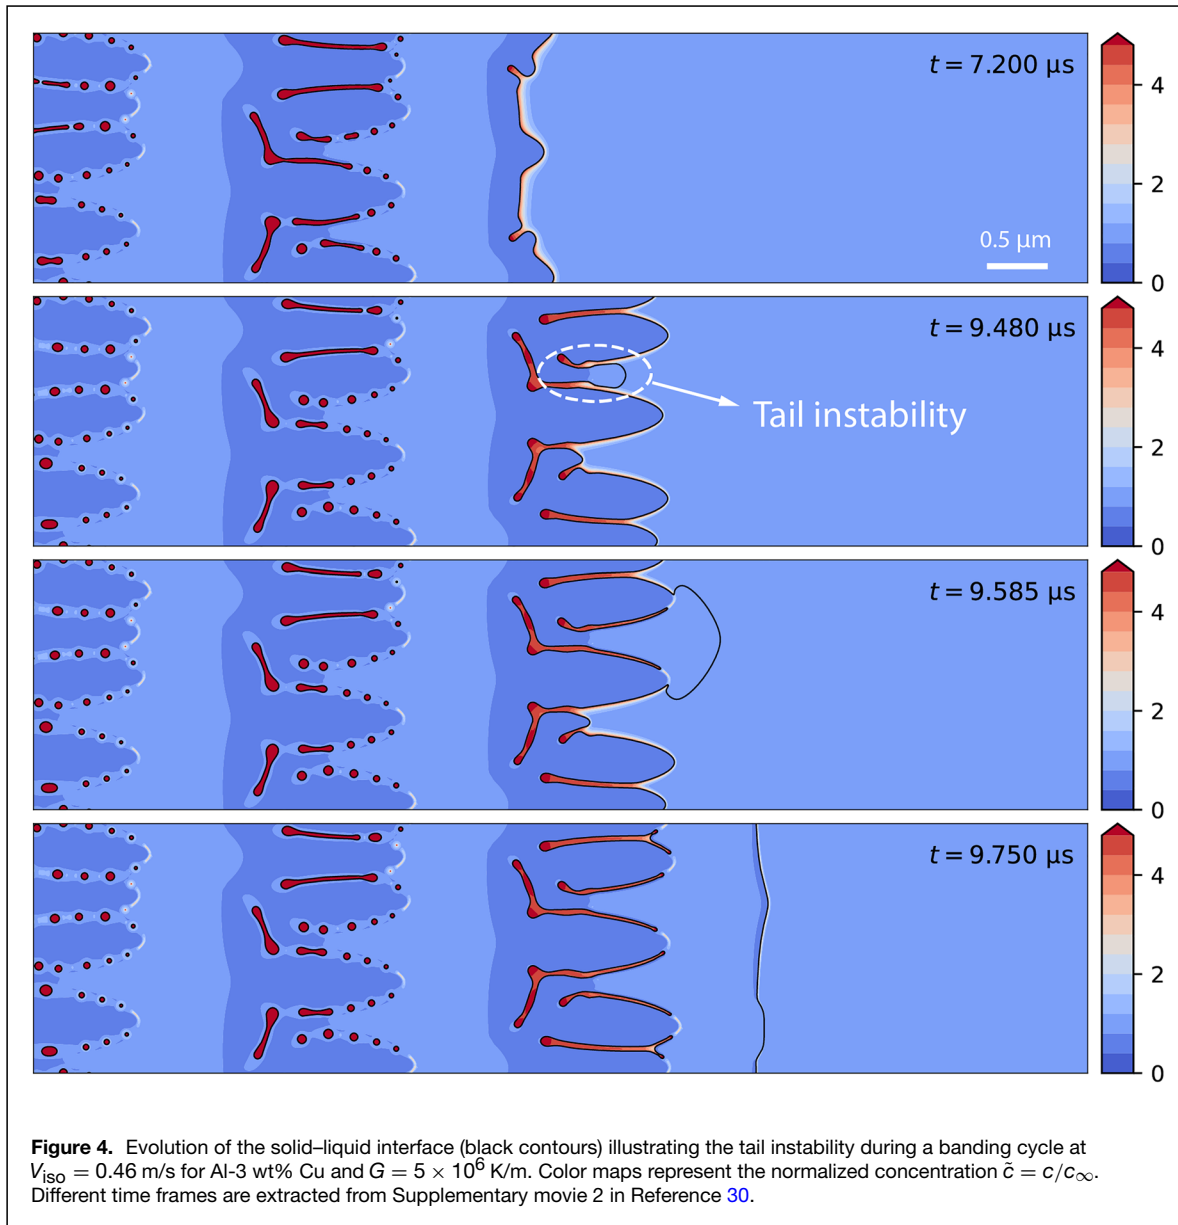 t = 7.200 µs
0.5 µm
4
2
0
t = 9.480 µs
Tail instability
4
2
0
t = 9.585 µs
4
2
0
t = 9.750 µs
4
2
0
Figure 4. Evolution of the solid–liquid interface (black contours) illustrating the tail instability during a banding cycle at
V_iso = 0.46 m/s for Al-3 wt% Cu and G = 5 × 10⁶ K/m. Color maps represent the normalized concentration c̃ = c/c∞.
Different time frames are extracted from Supplementary movie 2 in Reference 30.